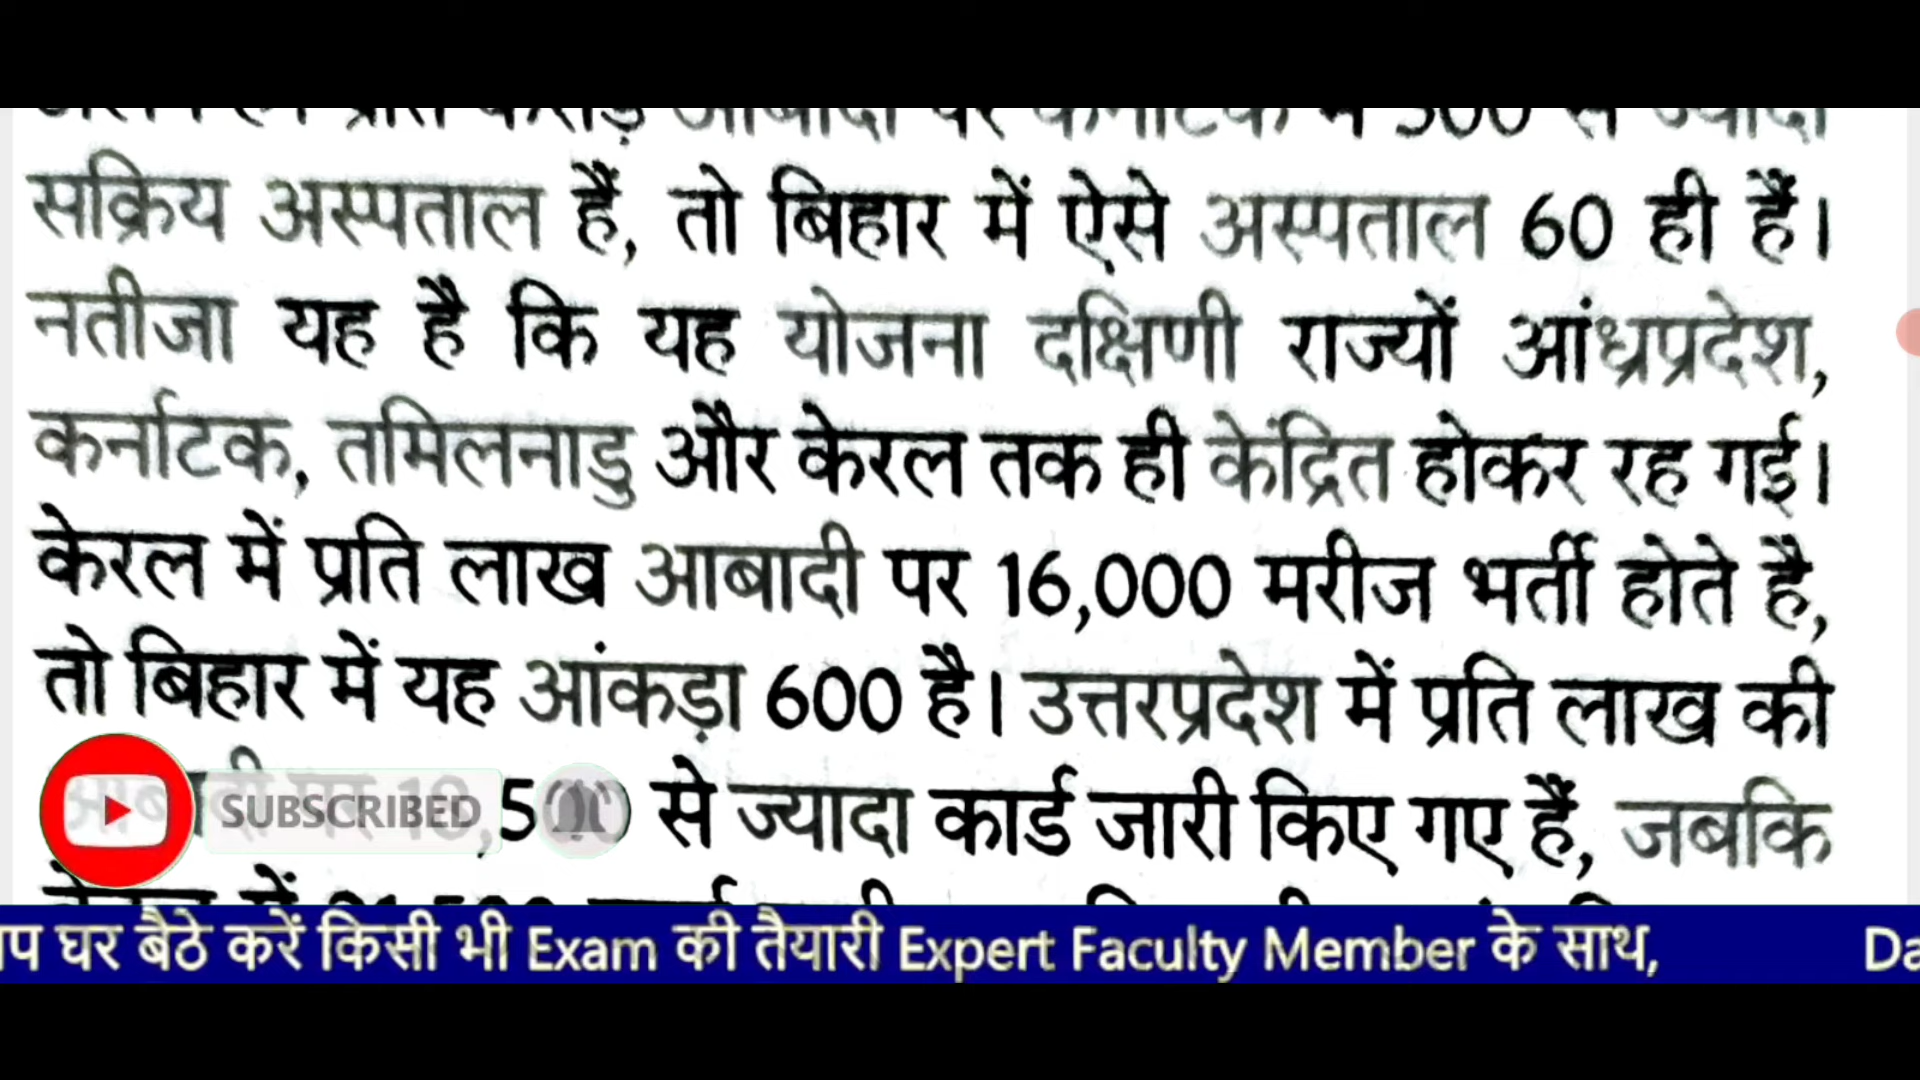 सक्रिय अस्पताल हैं, तो बिहार में ऐसे अस्पताल 60 ही हैं।
नतीजा यह है कि यह योजना दक्षिणी राज्यों आंध्रप्रदेश,
कर्नाटक, तमिलनाडु और केरल तक ही केंद्रित होकर रह गई।
केरल में प्रति लाख आबादी पर 16,000 मरीज भर्ती होते है,
तो बिहार में यह आंकड़ा 600 है। उत्तरप्रदेश में प्रति लाख की
से ज्यादा कार्ड जारी किए गए हैं, जबकि
SUBSCRIBED
घर बैठे करें किसी भी Exam की तैयारी Expert Faculty Member के साथ,